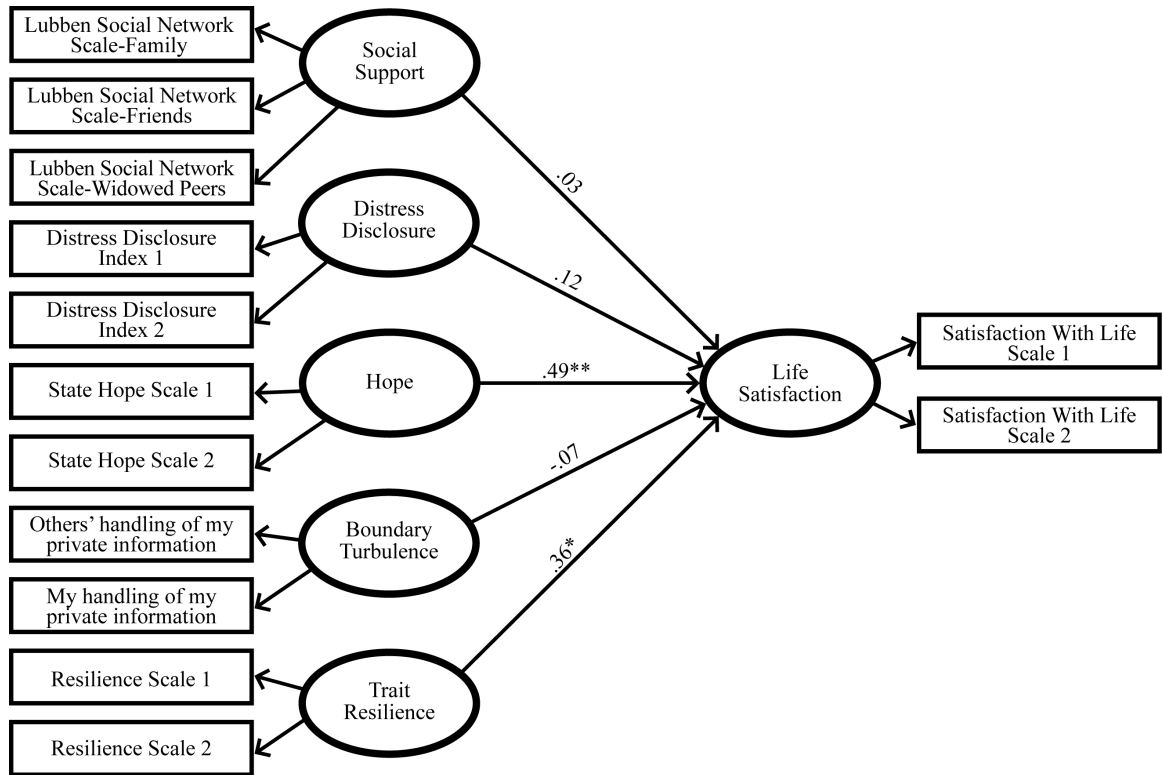 Lubben Social Network
Scale-Family
Lubben Social Network
Scale-Friends
Lubben Social Network
Scale-Widowed Peers
Distress Disclosure
Index 1
Distress Disclosure
Index 2
State Hope Scale 1
State Hope Scale 2
Others’ handling of my
private information
My handling of my
private information
Resilience Scale 1
Resilience Scale 2
Social
Support
Distress
Disclosure
Hope
Boundary
Turbulence
Trait
Resilience
.03
.12
.49**
-.07
.36*
Life
Satisfaction
Satisfaction With Life
Scale 1
Satisfaction With Life
Scale 2